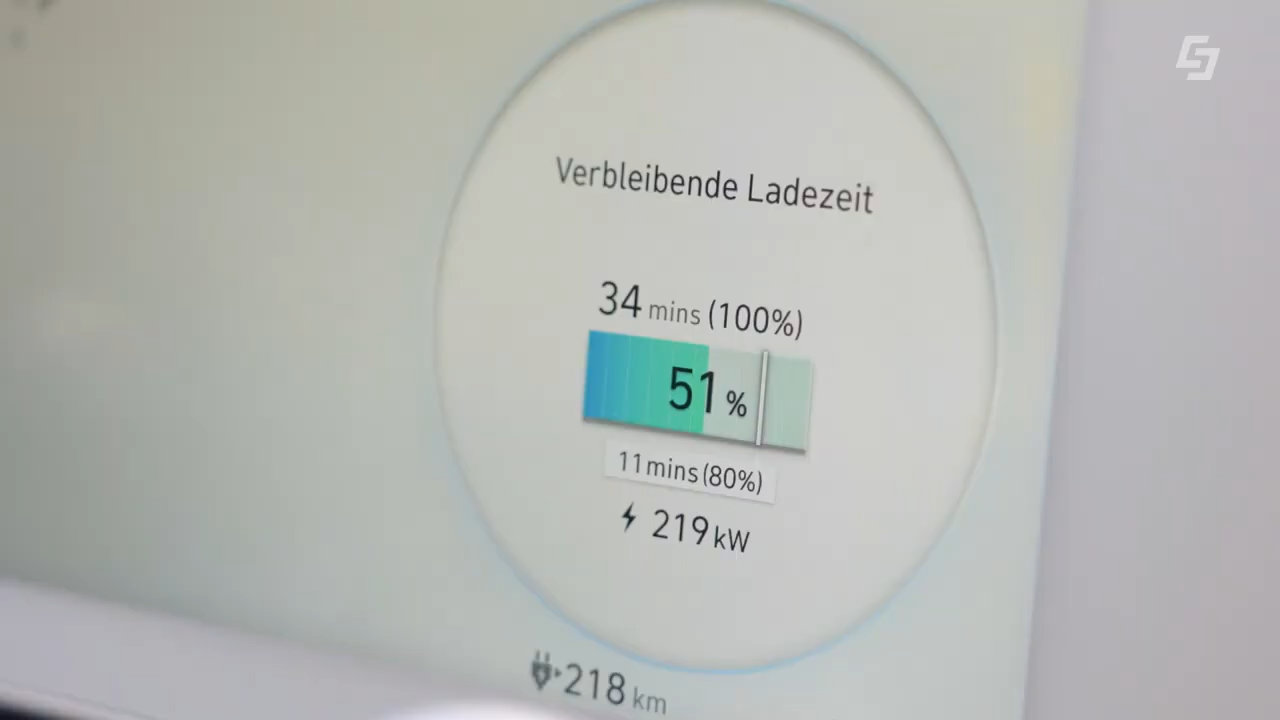 Verbleibende Ladezeit
34 mins (100%)
51 %
11 mins (80%)
219 kW
218 km